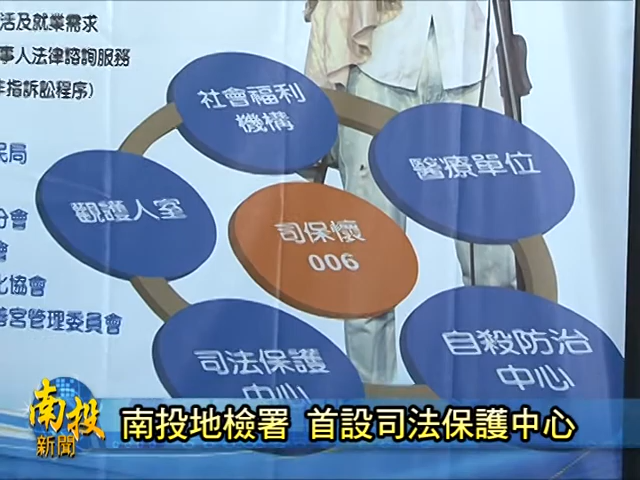 活及就業需求
事人法律諮詢服務
非指訴訟程序)
民局
分會
會
化協會
善宮管理委員會
社會福利
機構
醫療單位
觀護人室
司保懷
006
司法保護
中心
自殺防治
中心
南投
新聞
南投地檢署 首設司法保護中心